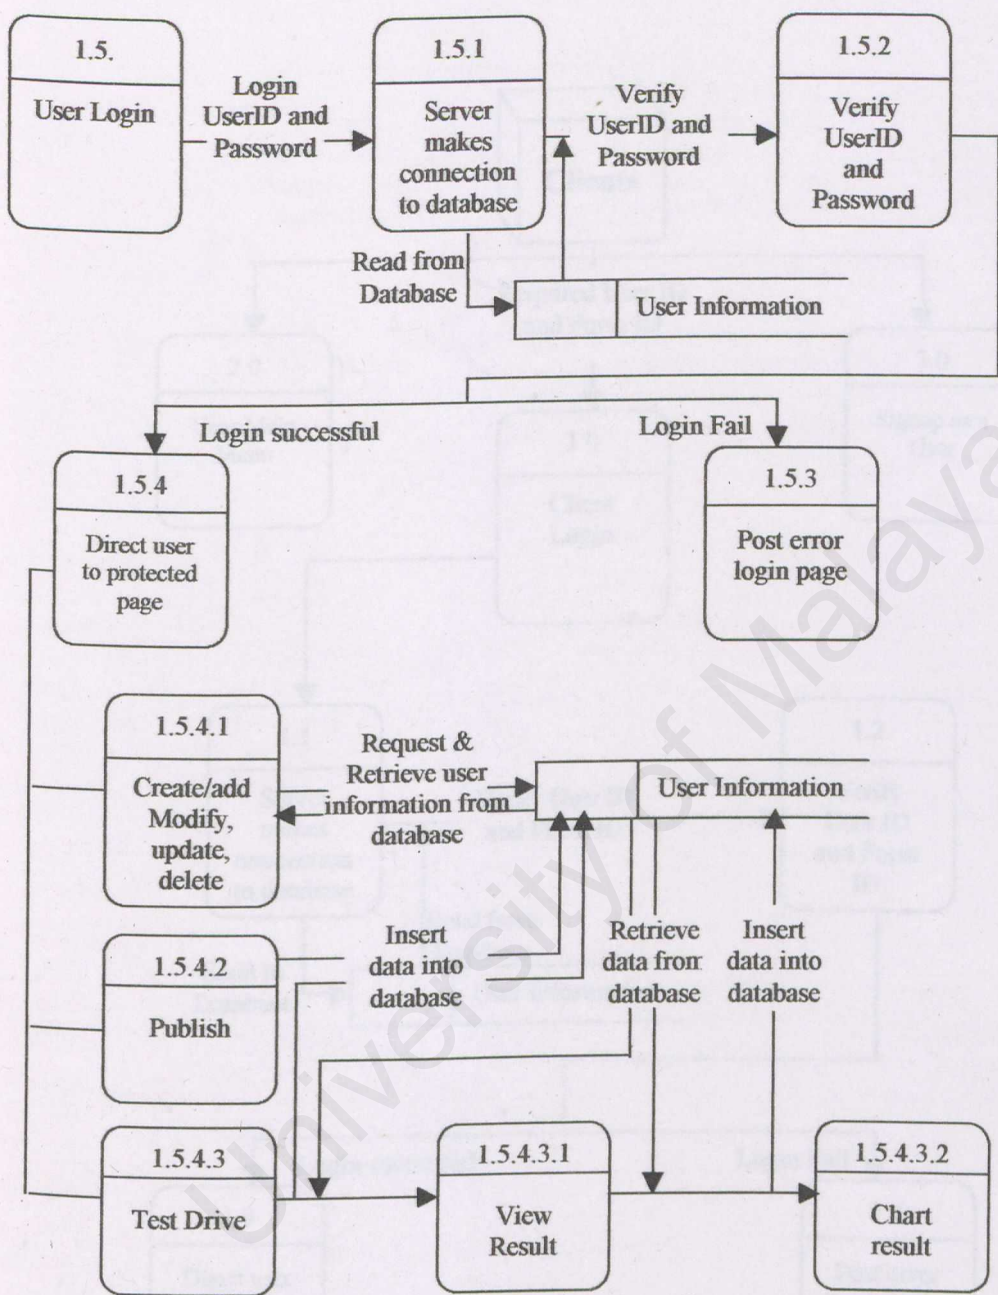 1.5.
User Login
Login
UserID and
Password
1.5.1
Server
makes
connection
to database
Verify
UserID and
Password
1.5.2
Verify
UserID
and
Password
Read from
Database
User Information
Login successful
Login Fail
1.5.4
Direct user
to protected
page
1.5.3
Post error
login page
1.5.4.1
Create/add
Modify,
update,
delete
Request &
Retrieve user
information from
database
User Information
1.5.4.2
Publish
Insert
data into
database
Retrieve
data from
database
Insert
data into
database
1.5.4.3
Test Drive
1.5.4.3.1
View
Result
1.5.4.3.2
Chart
result
University of Malaya